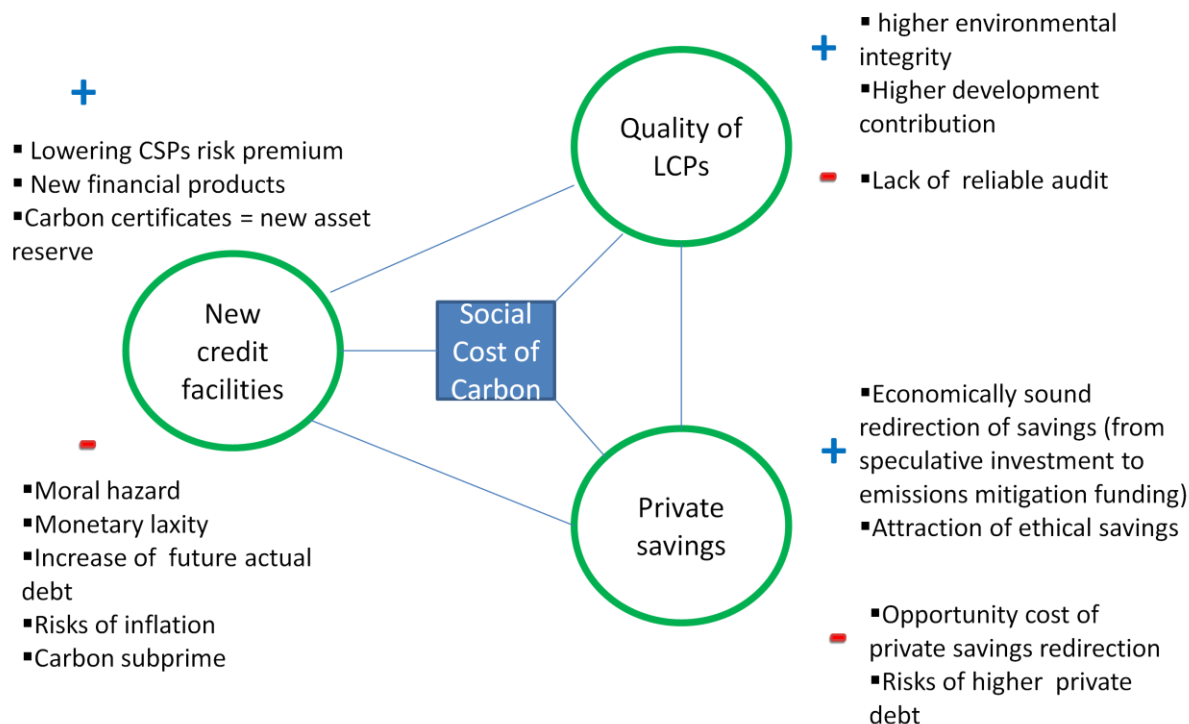 +
▪ Lowering CSPs risk premium
▪ New financial products
▪Carbon certificates = new asset
reserve
New
credit
facilities
-
▪Moral hazard
▪Monetary laxity
▪Increase of future actual
debt
▪Risks of inflation
▪Carbon subprime
Social
Cost of
Carbon
Quality of
LCPs
+
▪ higher environmental
integrity
▪Higher development
contribution
-
▪Lack of reliable audit
Private
savings
+
▪Economically sound
redirection of savings (from
speculative investment to
emissions mitigation funding)
▪Attraction of ethical savings
-
▪Opportunity cost of
private savings redirection
▪Risks of higher private
debt